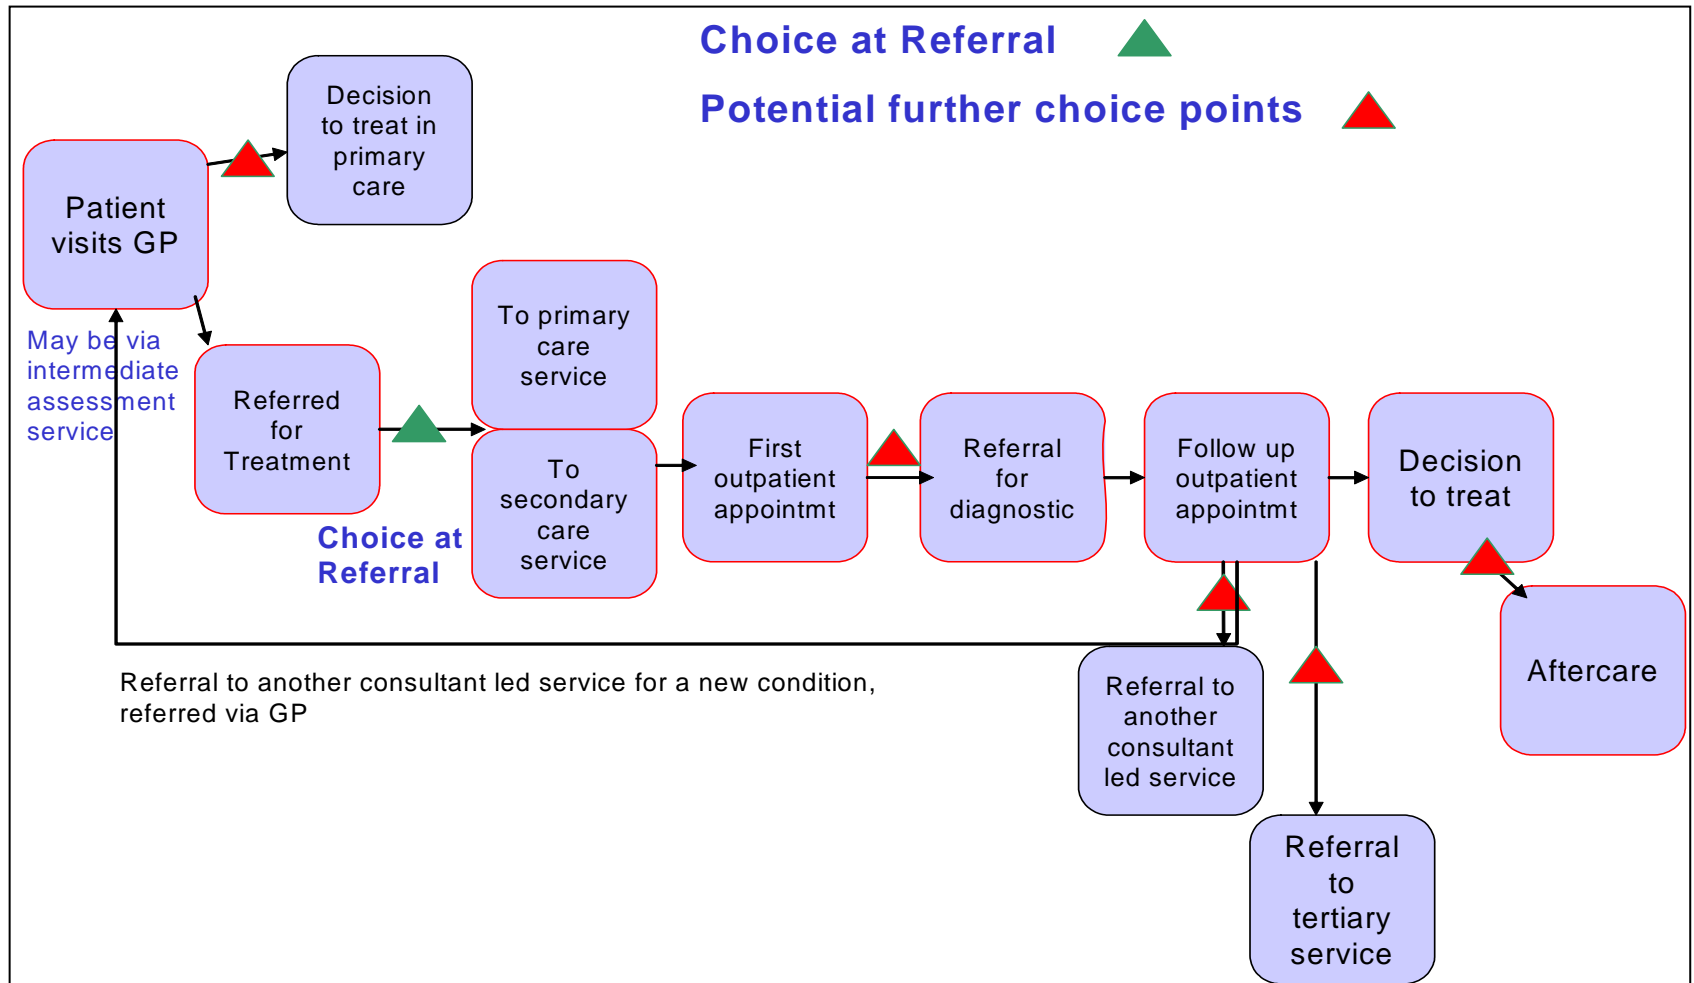 Choice at Referral
Potential further choice points
Decision
to treat in
primary
care
Patient
visits GP
May be via
intermediate
assessment
service
Referred
for
Treatment
Choice at
Referral
To primary
care
service
To
secondary
care
service
First
outpatient
appointmt
Referral
for
diagnostic
Follow up
outpatient
appointmt
Decision
to treat
Aftercare
Referral to another consultant led service for a new condition,
referred via GP
Referral to
another
consultant
led service
Referral
to
tertiary
service